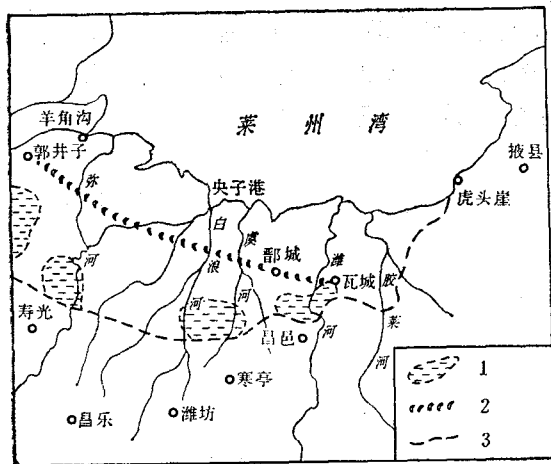 莱州湾
羊角沟
郭井子
掖县
虎头崖
央子港
弥河
白浪河
虞河
鄑城
潍河
瓦城
胶莱河
寿光
昌邑
寒亭
昌乐
潍坊
1
2
3